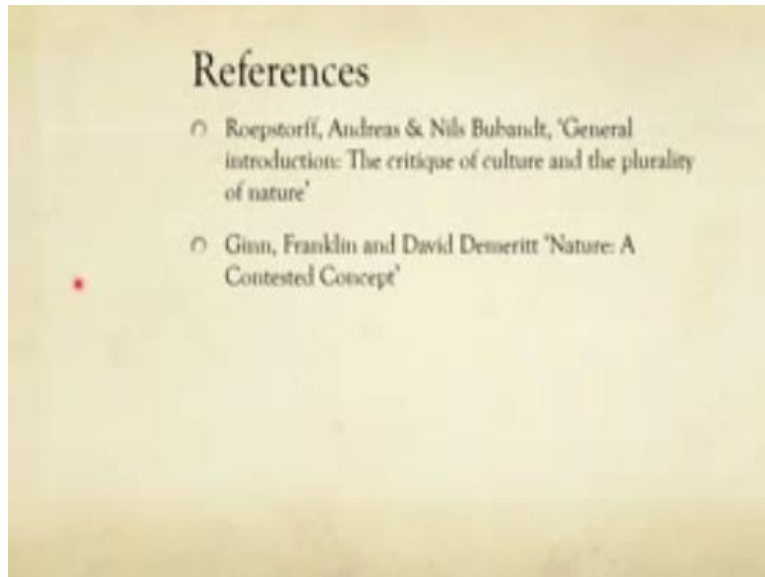 References
Roepstorff, Andreas & Nils Bubandt, 'General
introduction: The critique of culture and the plurality
of nature'
Ginn, Franklin and David Demeritt 'Nature: A
Contested Concept'